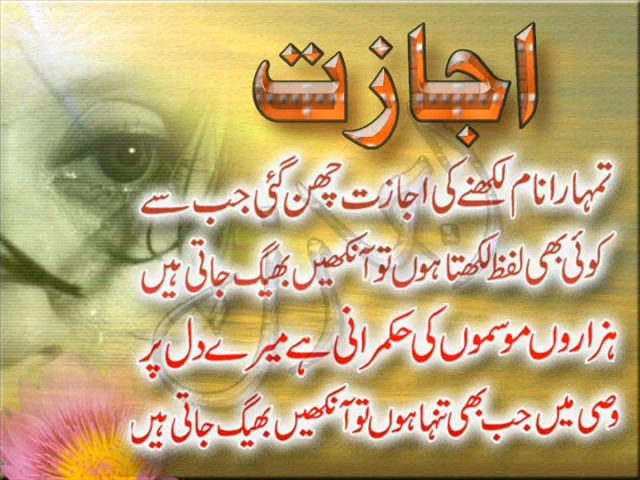 اجازت
تمہارا نام لکھنے کی اجازت چھن گئی جب سے
کوئی بھی لفظ لکھتا ہوں تو آنکھیں بھیگ جاتی ہیں
ہزاروں موسموں کی حکمرانی ہے میرے دل پر
وصی میں جب بھی تنہا ہوں تو آنکھیں بھیگ جاتی ہیں